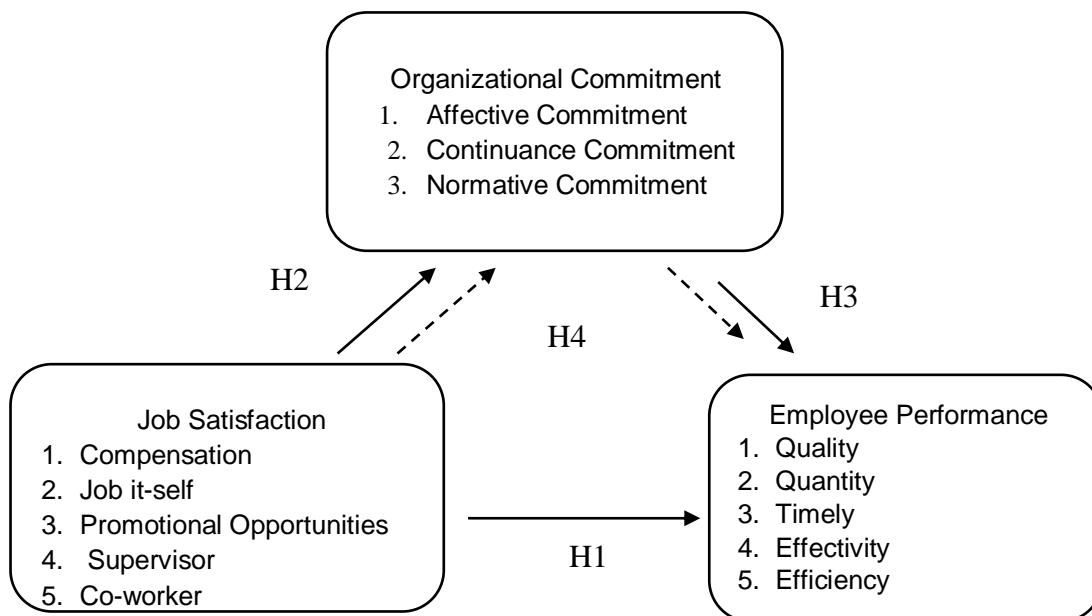 Organizational Commitment
1. Affective Commitment
2. Continuance Commitment
3. Normative Commitment
H2
H3
H4
Job Satisfaction
1. Compensation
2. Job it-self
3. Promotional Opportunities
4. Supervisor
5. Co-worker
H1
Employee Performance
1. Quality
2. Quantity
3. Timely
4. Effectivity
5. Efficiency